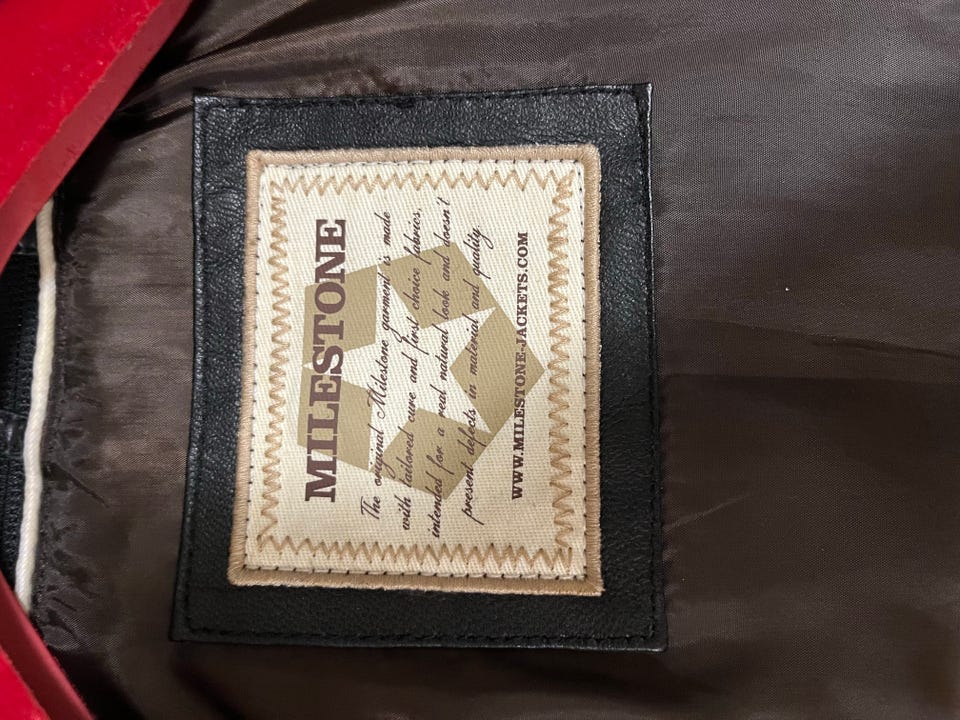 MILESTONE
The original Milestone garment is made
with tailored cure and first choice fabrics,
intended for a real natural look and doesn't
present defects in material and quality.
WWW.MILESTONE-JACKETS.COM